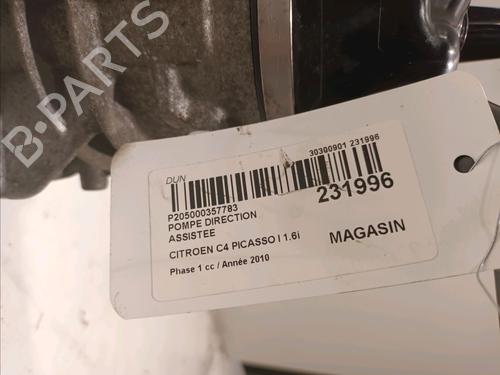 B-PARTS
DUN
30300901 231996
231996
P205000357783
POMPE DIRECTION
ASSISTEE
CITROEN C4 PICASSO I 1.6i
MAGASIN
Phase 1 cc / Année 2010